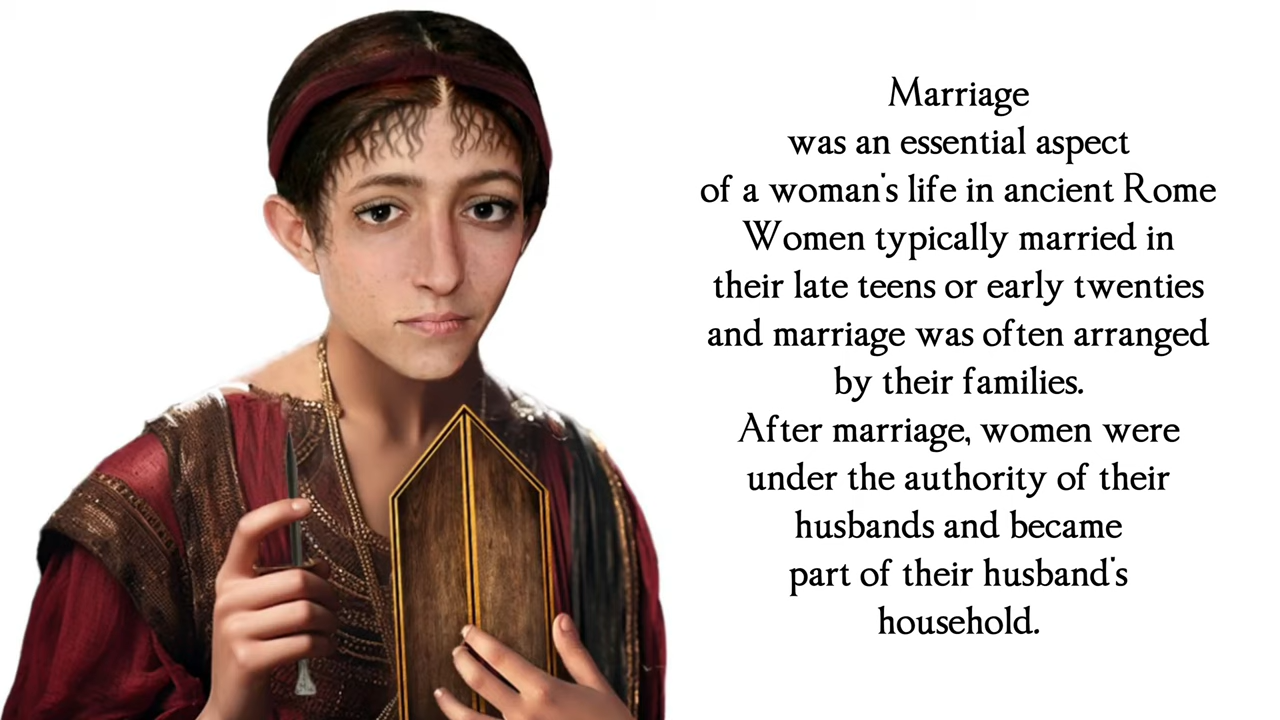 Marriage
was an essential aspect
of a woman's life in ancient Rome
Women typically married in
their late teens or early twenties
and marriage was often arranged
by their families.
After marriage, women were
under the authority of their
husbands and became
part of their husband's
household.